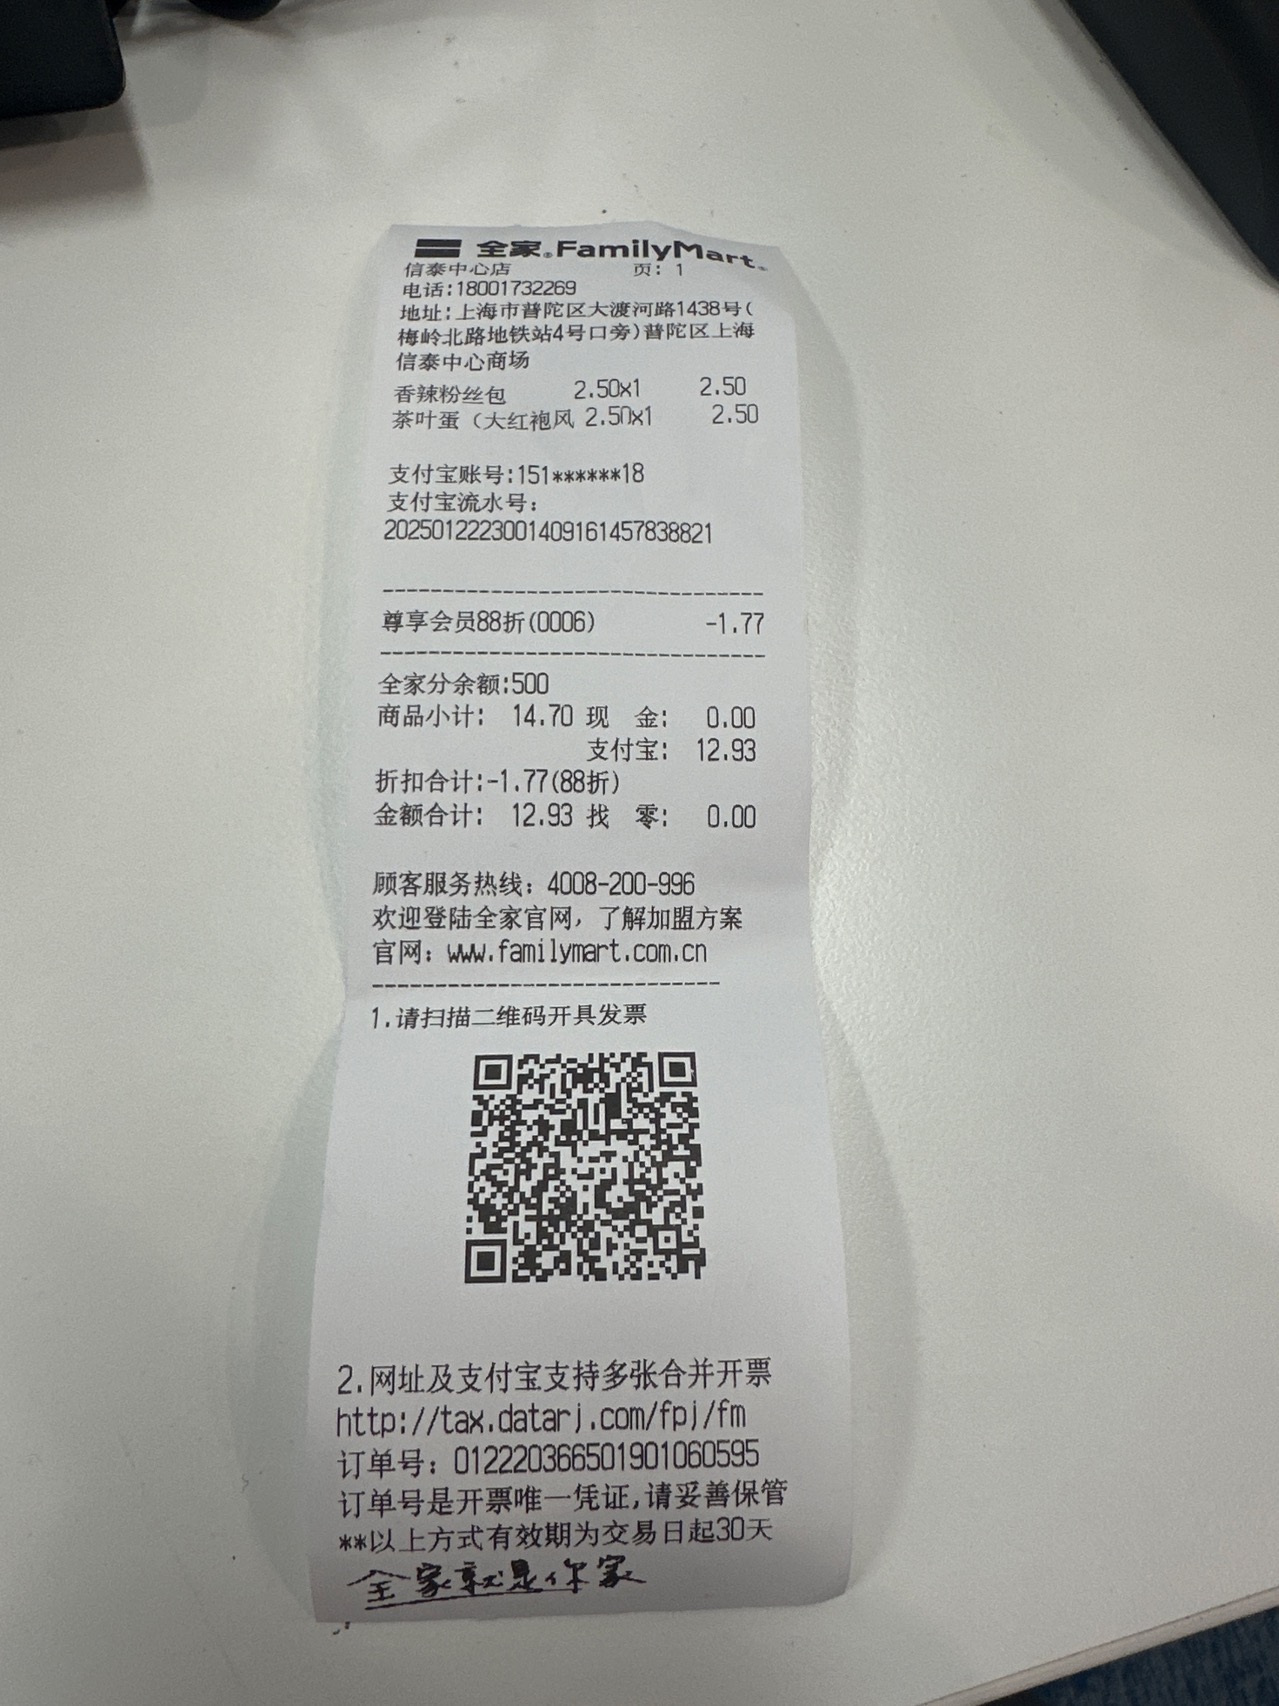 全家®FamilyMart®
信泰中心店 页: 1
电话:18001732269
地址:上海市普陀区大渡河路1438号(
梅岭北路地铁站4号口旁)普陀区上海
信泰中心商场
香辣粉丝包 2.50x1 2.50
茶叶蛋(大红袍风 2.50x1 2.50
支付宝账号:151******18
支付宝流水号:
2025012223001409161457838821
尊享会员88折(0006) -1.77
全家分余额:500
商品小计: 14.70 现 金: 0.00
支付宝: 12.93
折扣合计:-1.77(88折)
金额合计: 12.93 找 零: 0.00
顾客服务热线: 4008-200-996
欢迎登陆全家官网, 了解加盟方案
官网: www.familymart.com.cn
1.请扫描二维码开具发票
2.网址及支付宝支持多张合并开票
http://tax.datarj.com/fpj/fm
订单号: 0122203665019010​60595
订单号是开票唯一凭证,请妥善保管
**以上方式有效期为交易日起30天
全家就是你家